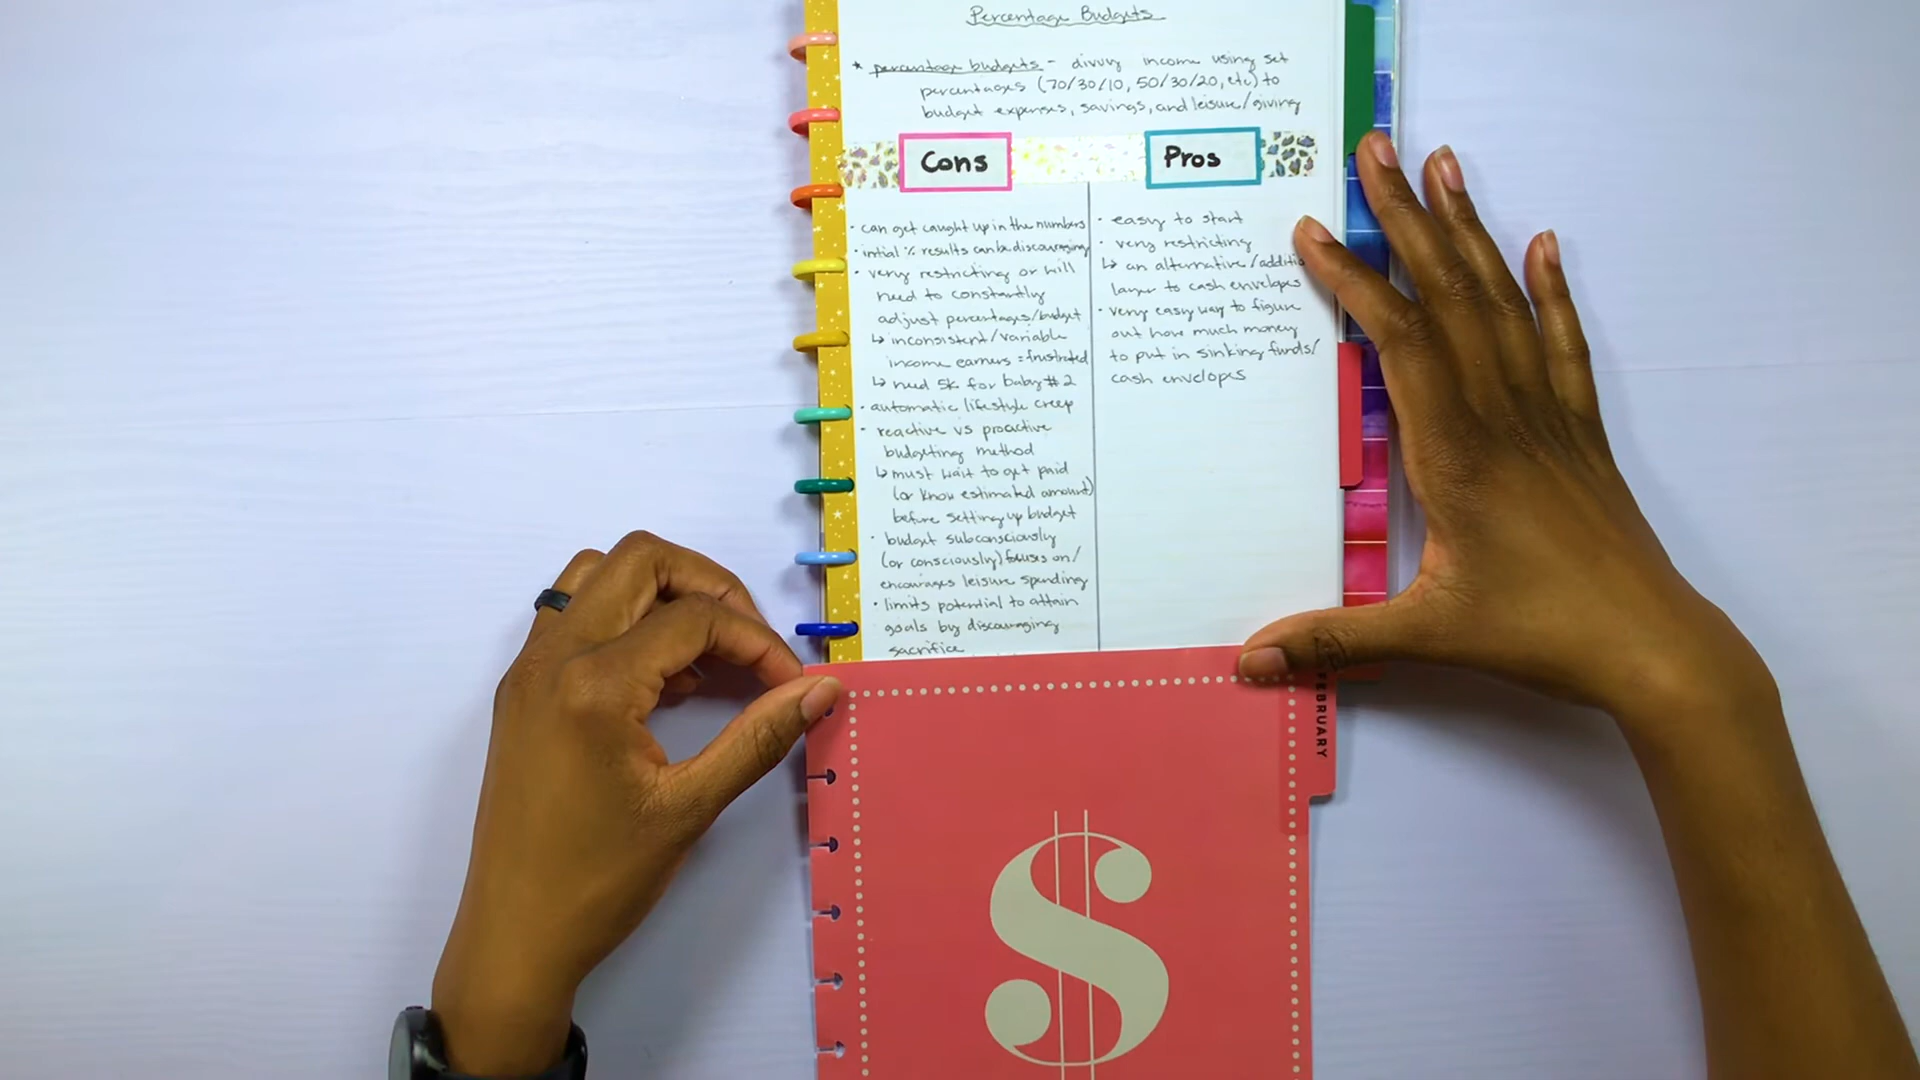 Percentage Budgets
* percentage budgets - divvy income using set
percentages (70/30/10, 50/30/20, etc) to
budget expenses, savings, and leisure/giving
Cons
• can get caught up in the numbers
• intial % results can be discouraging
• very restricting or will
need to constantly
adjust percentages/budget
↳ inconsistent/variable
income earners = frustrated
↳ need 5k for baby #2
• automatic lifestyle creep
• reactive vs proactive
budgeting method
↳ must wait to get paid
(or know estimated amount)
before setting up budget
• budget subconsciously
(or consciously) focuses on/
encourages leisure spending
• limits potential to attain
goals by discouraging
sacrifice
Pros
• easy to start
• very restricting
↳ an alternative/additio
layer to cash envelopes
• very easy way to figure
out how much money
to put in sinking funds/
cash envelopes
FEBRUARY
$